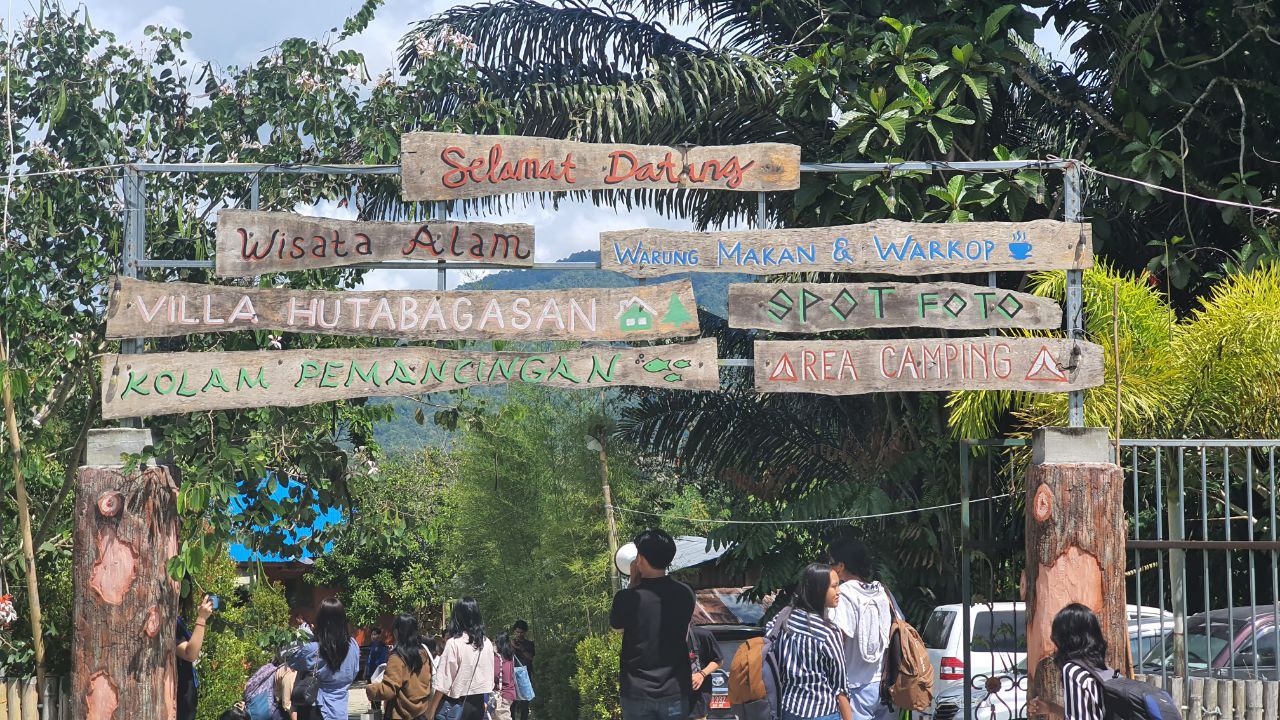 Selamat Datang
Wisata Alam
WARUNG MAKAN & WARKOP
VILLA HUTABAGASAN
SPOT FOTO
KOLAM PEMANCINGAN
AREA CAMPING